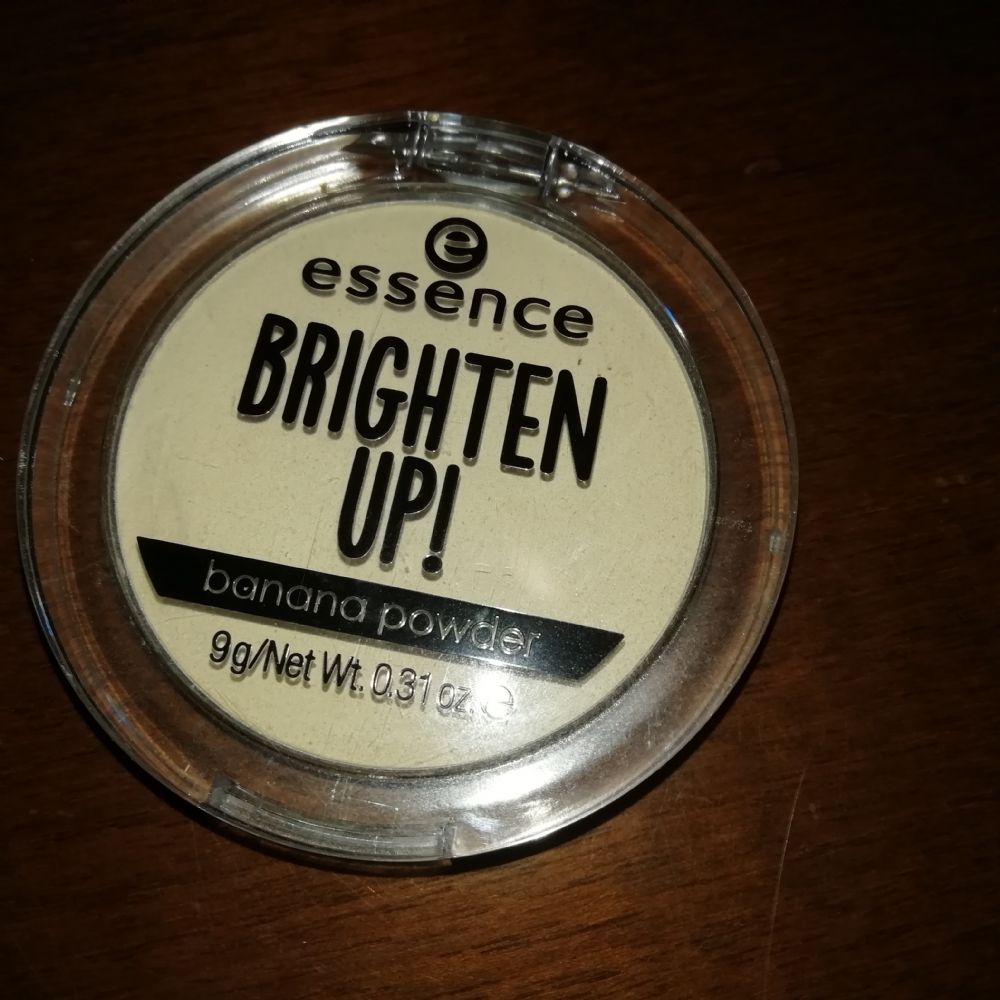 e
essence
BRIGHTEN
UP!
banana powder
9g/Net Wt. 0.31 oz. ℮